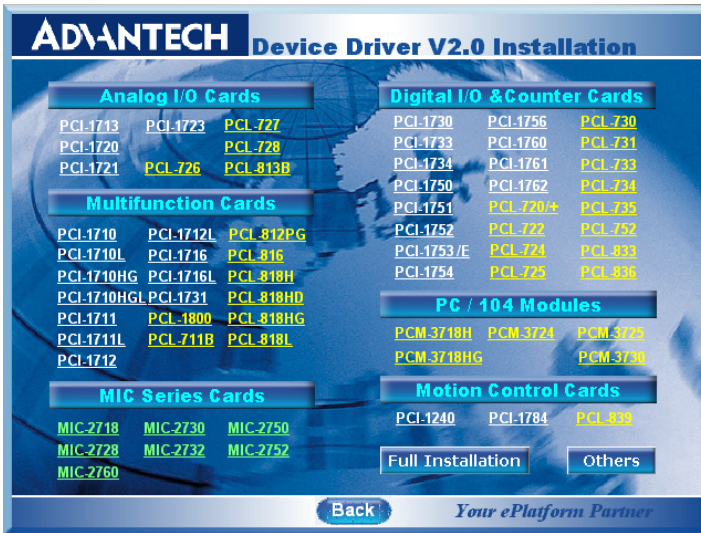 ADVANTECH Device Driver V2.0 Installation
Analog I/O Cards
PCI-1713 PCI-1723 PCL-727
PCI-1720 PCL-728
PCI-1721 PCL-726 PCL-813B
Multifunction Cards
PCI-1710 PCI-1712L PCL-812PG
PCI-1710L PCI-1716 PCL-816
PCI-1710HG PCI-1716L PCL-818H
PCI-1710HGL PCI-1731 PCL-818HD
PCI-1711 PCL-1800 PCL-818HG
PCI-1711L PCL-711B PCL-818L
PCI-1712
MIC Series Cards
MIC-2718 MIC-2730 MIC-2750
MIC-2728 MIC-2732 MIC-2752
MIC-2760
Digital I/O &Counter Cards
PCI-1730 PCI-1756 PCL-730
PCI-1733 PCI-1760 PCL-731
PCI-1734 PCI-1761 PCL-733
PCI-1750 PCI-1762 PCL-734
PCI-1751 PCL-720/+ PCL-735
PCI-1752 PCL-722 PCL-752
PCI-1753/E PCL-724 PCL-833
PCI-1754 PCL-725 PCL-836
PC / 104 Modules
PCM-3718H PCM-3724 PCM-3725
PCM-3718HG PCM-3730
Motion Control Cards
PCI-1240 PCI-1784 PCL-839
Full Installation Others
Back Your ePlatform Partner